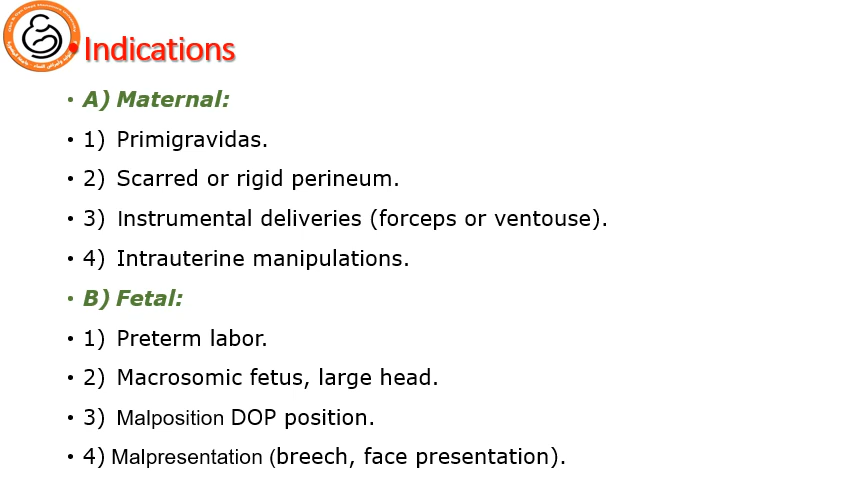 • Indications
• A) Maternal:
• 1) Primigravidas.
• 2) Scarred or rigid perineum.
• 3) Instrumental deliveries (forceps or ventouse).
• 4) Intrauterine manipulations.
• B) Fetal:
• 1) Preterm labor.
• 2) Macrosomic fetus, large head.
• 3) Malposition DOP position.
• 4) Malpresentation (breech, face presentation).